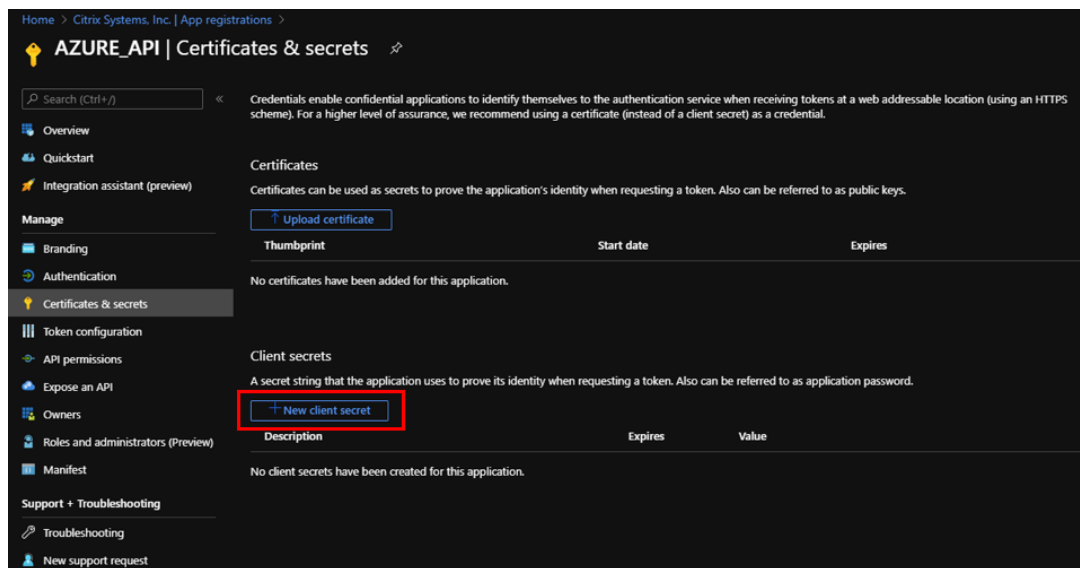 Home > Citrix Systems, Inc. | App registrations >
AZURE_API | Certificates & secrets
Search (Ctrl+/)
«
Overview
Quickstart
Integration assistant (preview)
Manage
Branding
Authentication
Certificates & secrets
Token configuration
API permissions
Expose an API
Owners
Roles and administrators (Preview)
Manifest
Support + Troubleshooting
Troubleshooting
New support request
Credentials enable confidential applications to identify themselves to the authentication service when receiving tokens at a web addressable location (using an HTTPS
scheme). For a higher level of assurance, we recommend using a certificate (instead of a client secret) as a credential.
Certificates
Certificates can be used as secrets to prove the application's identity when requesting a token. Also can be referred to as public keys.
Upload certificate
Thumbprint Start date Expires
No certificates have been added for this application.
Client secrets
A secret string that the application uses to prove its identity when requesting a token. Also can be referred to as application password.
+ New client secret
Description Expires Value
No client secrets have been created for this application.